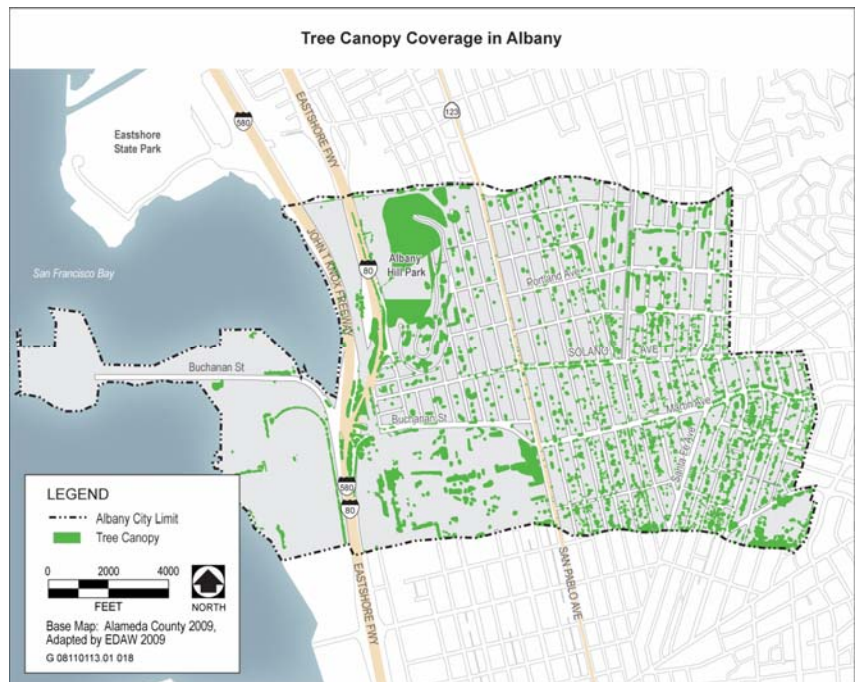 Tree Canopy Coverage in Albany
Eastshore
State Park
580
EASTSHORE FWY
123
San Francisco Bay
JOHN T KNOX FREEWAY
80
Albany
Hill Park
Portland Ave
SOLANO AVE
Buchanan St
Buchanan St
Marin Ave
Santa Fe Ave
580
80
EASTSHORE FWY
SAN PABLO AVE
LEGEND
Albany City Limit
Tree Canopy
0 2000 4000
FEET
NORTH
Base Map: Alameda County 2009,
Adapted by EDAW 2009
G 08110113.01 018